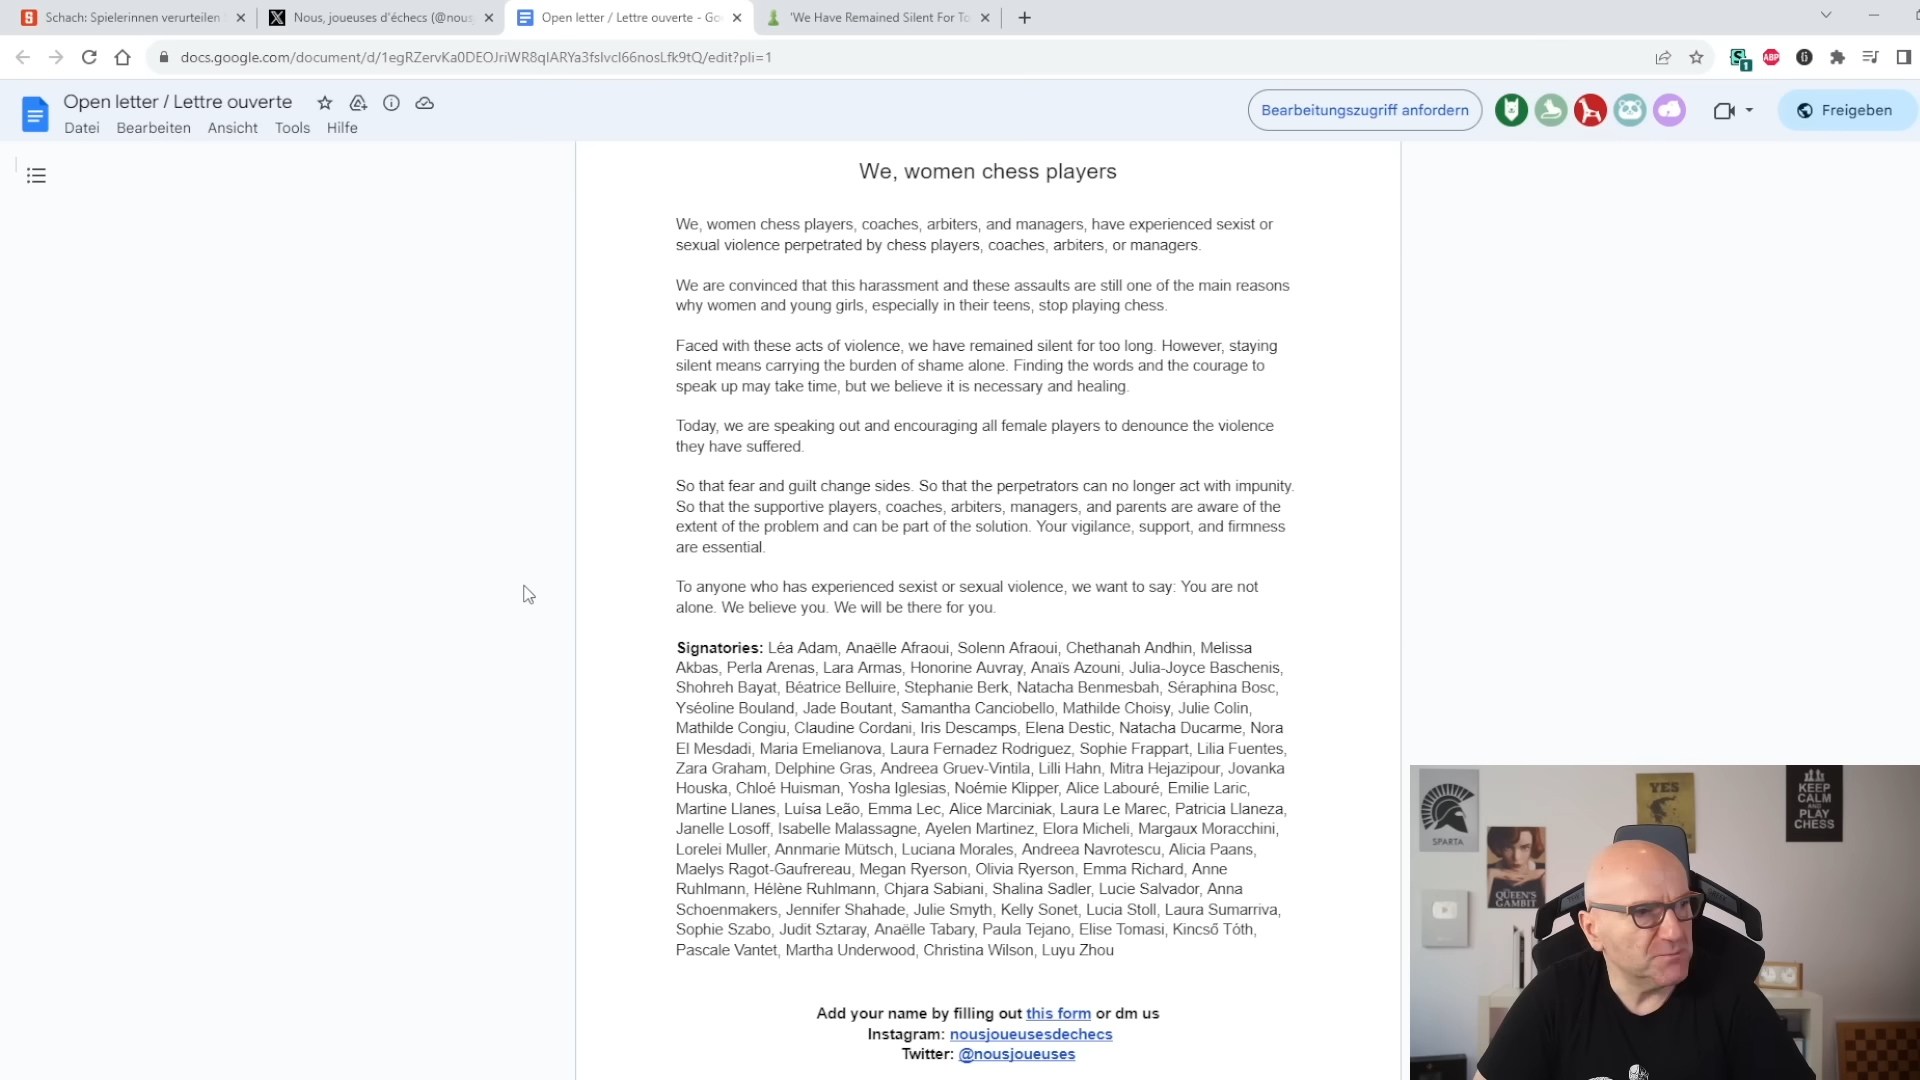 Schach: Spielerinnen verurteilen
Nous, joueuses d'échecs (@nous
Open letter / Lettre ouverte - Go
'We Have Remained Silent For To
docs.google.com/document/d/1egRZervKa0DEOJriWR8qlARYa3fslvcl66nosLfk9tQ/edit?pli=1
ABP
1
Open letter / Lettre ouverte
Datei Bearbeiten Ansicht Tools Hilfe
Bearbeitungszugriff anfordern
Freigeben
We, women chess players
We, women chess players, coaches, arbiters, and managers, have experienced sexist or
sexual violence perpetrated by chess players, coaches, arbiters, or managers.
We are convinced that this harassment and these assaults are still one of the main reasons
why women and young girls, especially in their teens, stop playing chess.
Faced with these acts of violence, we have remained silent for too long. However, staying
silent means carrying the burden of shame alone. Finding the words and the courage to
speak up may take time, but we believe it is necessary and healing.
Today, we are speaking out and encouraging all female players to denounce the violence
they have suffered.
So that fear and guilt change sides. So that the perpetrators can no longer act with impunity.
So that the supportive players, coaches, arbiters, managers, and parents are aware of the
extent of the problem and can be part of the solution. Your vigilance, support, and firmness
are essential.
To anyone who has experienced sexist or sexual violence, we want to say: You are not
alone. We believe you. We will be there for you.
Signatories: Léa Adam, Anaëlle Afraoui, Solenn Afraoui, Chethanah Andhin, Melissa
Akbas, Perla Arenas, Lara Armas, Honorine Auvray, Anaïs Azouni, Julia-Joyce Baschenis,
Shohreh Bayat, Béatrice Belluire, Stephanie Berk, Natacha Benmesbah, Séraphina Bosc,
Yséoline Bouland, Jade Boutant, Samantha Canciobello, Mathilde Choisy, Julie Colin,
Mathilde Congiu, Claudine Cordani, Iris Descamps, Elena Destic, Natacha Ducarme, Nora
El Mesdadi, Maria Emelianova, Laura Fernadez Rodriguez, Sophie Frappart, Lilia Fuentes,
Zara Graham, Delphine Gras, Andreea Gruev-Vintila, Lilli Hahn, Mitra Hejazipour, Jovanka
Houska, Chloé Huisman, Yosha Iglesias, Noémie Klipper, Alice Labouré, Emilie Laric,
Martine Llanes, Luísa Leão, Emma Lec, Alice Marciniak, Laura Le Marec, Patricia Llaneza,
Janelle Losoff, Isabelle Malassagne, Ayelen Martinez, Elora Micheli, Margaux Moracchini,
Lorelei Muller, Annmarie Mütsch, Luciana Morales, Andreea Navrotescu, Alicia Paans,
Maelys Ragot-Gaufrereau, Megan Ryerson, Olivia Ryerson, Emma Richard, Anne
Ruhlmann, Hélène Ruhlmann, Chjara Sabiani, Shalina Sadler, Lucie Salvador, Anna
Schoenmakers, Jennifer Shahade, Julie Smyth, Kelly Sonet, Lucia Stoll, Laura Sumarriva,
Sophie Szabo, Judit Sztaray, Anaëlle Tabary, Paula Tejano, Elise Tomasi, Kincső Tóth,
Pascale Vantet, Martha Underwood, Christina Wilson, Luyu Zhou
Add your name by filling out this form or dm us
Instagram: nousjoueusesdechecs
Twitter: @nousjoueuses
SPARTA
THE QUEEN'S GAMBIT
YES
KEEP
CALM
AND
PLAY
CHESS